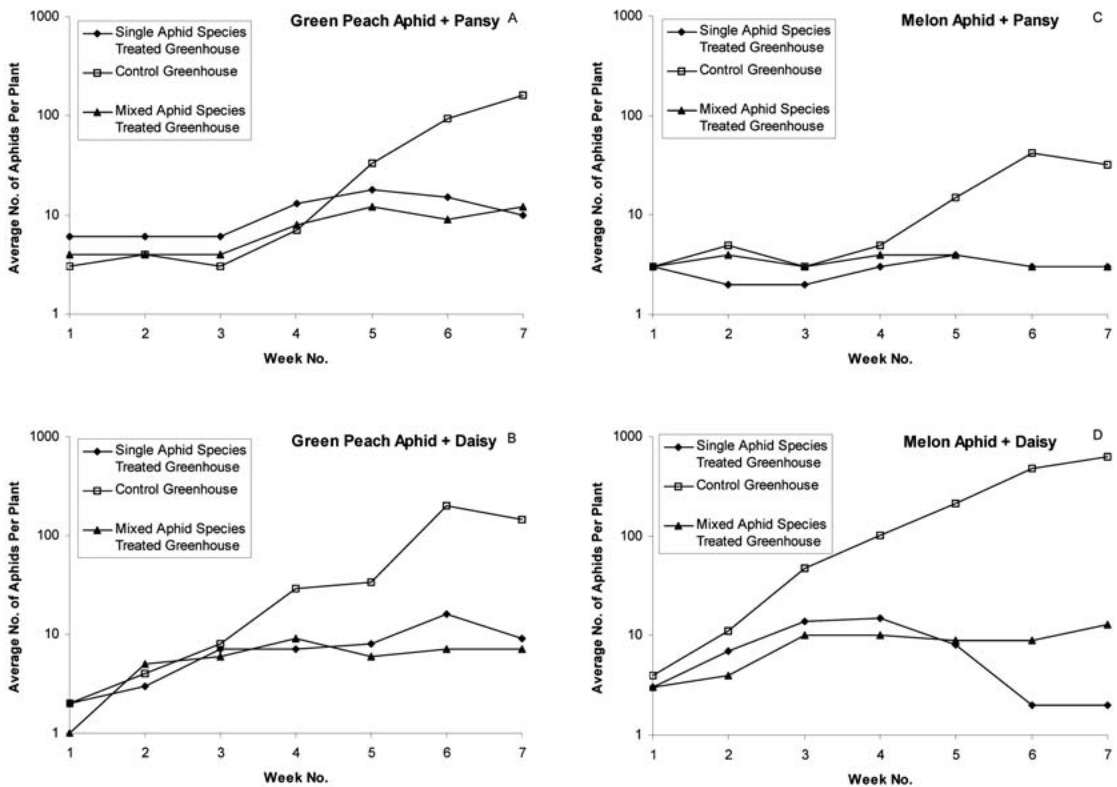 Green Peach Aphid + Pansy
A
Single Aphid Species
Treated Greenhouse
Control Greenhouse
Mixed Aphid Species
Treated Greenhouse
Average No. of Aphids Per Plant
1000
100
10
1
1 2 3 4 5 6 7
Week No.
Melon Aphid + Pansy
C
Single Aphid Species
Treated Greenhouse
Control Greenhouse
Mixed Aphid Species
Treated Greenhouse
Average No. of Aphids Per Plant
1000
100
10
1
1 2 3 4 5 6 7
Week No.
Green Peach Aphid + Daisy
B
Single Aphid Species
Treated Greenhouse
Control Greenhouse
Mixed Aphid Species
Treated Greenhouse
Average No. of Aphids Per Plant
1000
100
10
1
1 2 3 4 5 6 7
Week No.
Melon Aphid + Daisy
D
Single Aphid Species
Treated Greenhouse
Control Greenhouse
Mixed Aphid Species
Treated Greenhouse
Average No. of Aphids Per Plant
1000
100
10
1
1 2 3 4 5 6 7
Week No.